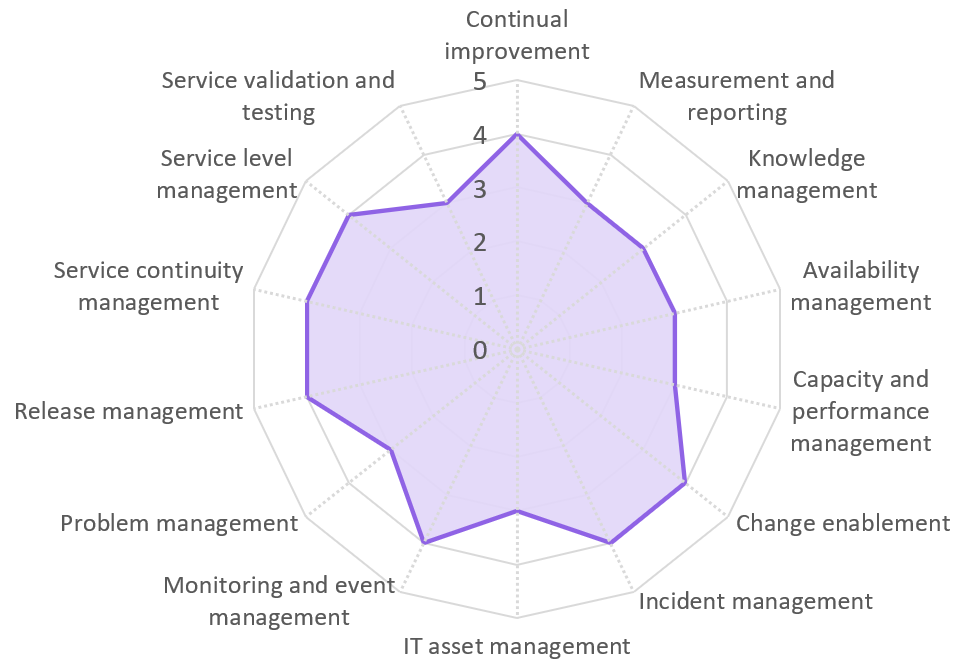 Continual
improvement
Measurement and
reporting
Knowledge
management
Availability
management
Capacity and
performance
management
Change enablement
Incident management
IT asset management
Monitoring and event
management
Problem management
Release management
Service continuity
management
Service level
management
Service validation and
testing
5
4
3
2
1
0